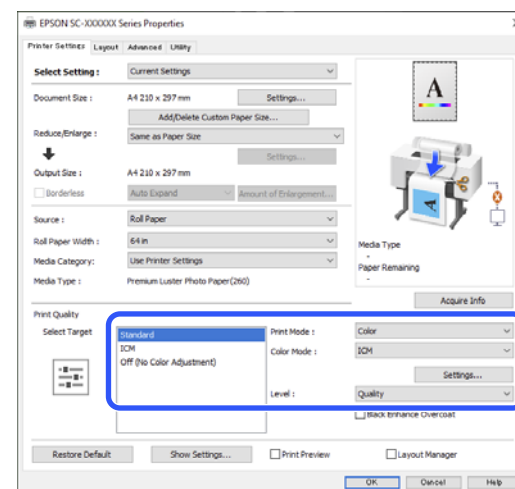 EPSON SC-XXXXXX Series Properties
Printer Settings Layout Advanced Utility
Select Setting : Current Settings
Document Size : A4 210 x 297 mm Settings...
Add/Delete Custom Paper Size...
Reduce/Enlarge : Same as Paper Size
Settings...
Output Size : A4 210 x 297 mm
Borderless Auto Expand Amount of Enlargement...
Source : Roll Paper
Roll Paper Width : 64 in
Media Category: Use Printer Settings
Media Type : Premium Luster Photo Paper(260)
A
A
Media Type
-
Paper Remaining
-
Acquire Info
Print Quality
Select Target
Standard
ICM
Off (No Color Adjustment)
Print Mode : Color
Color Mode : ICM
Settings...
Level : Quality
Black Enhance Overcoat
Restore Default Show Settings... Print Preview Layout Manager
OK Cancel Help